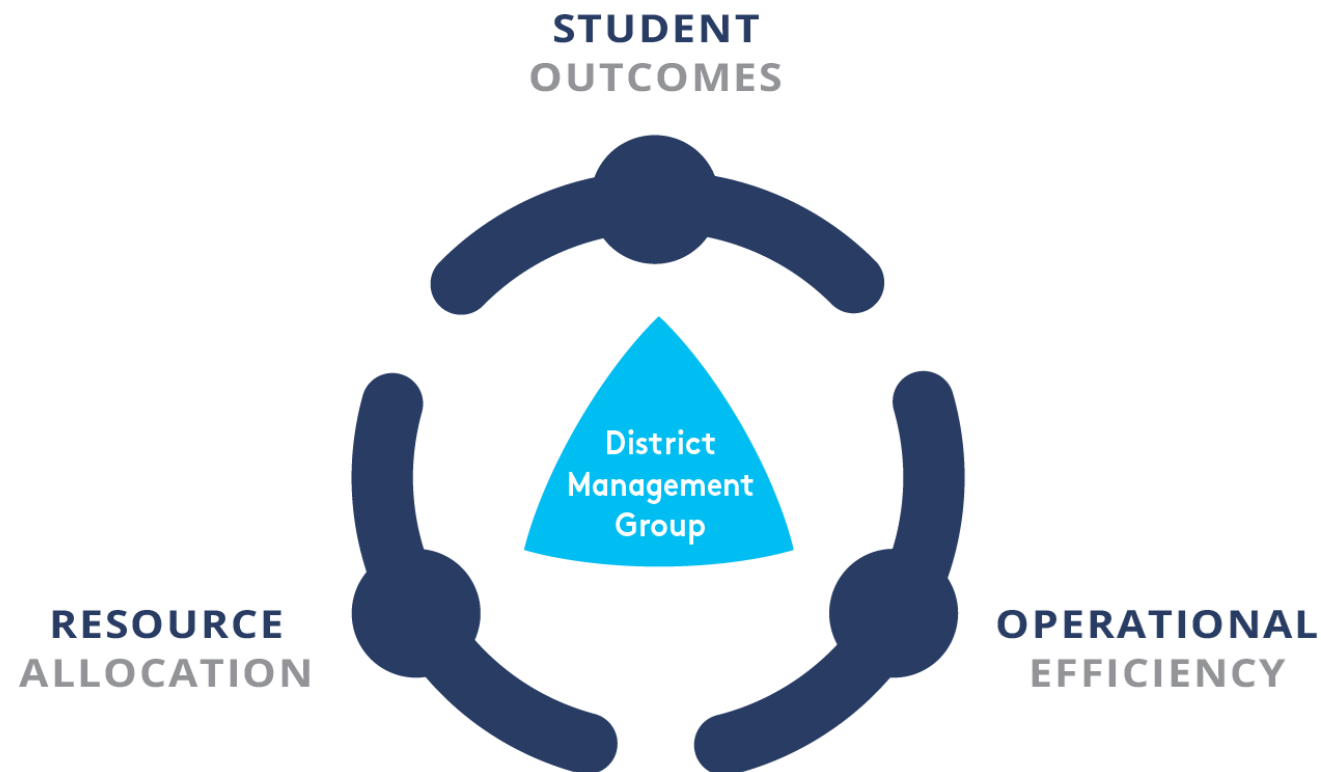 STUDENT
OUTCOMES
District
Management
Group
RESOURCE
ALLOCATION
OPERATIONAL
EFFICIENCY